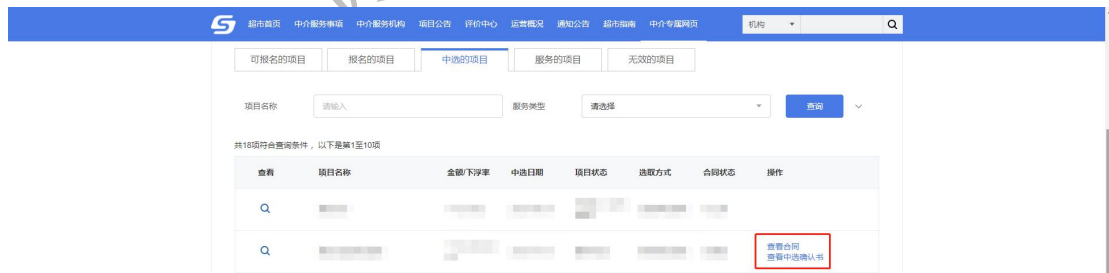 超市首页 中介服务事项 中介服务机构 项目公告 评价中心 运营概况 通知公告 超市指南 中介专属网页 机构
可报名的项目 报名的项目 中选的项目 服务的项目 无效的项目
项目名称 请输入 服务类型 请选择 查询
共18项符合查询条件，以下是第1至10项
查看 项目名称 金额/下浮率 中选日期 项目状态 选取方式 合同状态 操作
查看合同
查看中选确认书